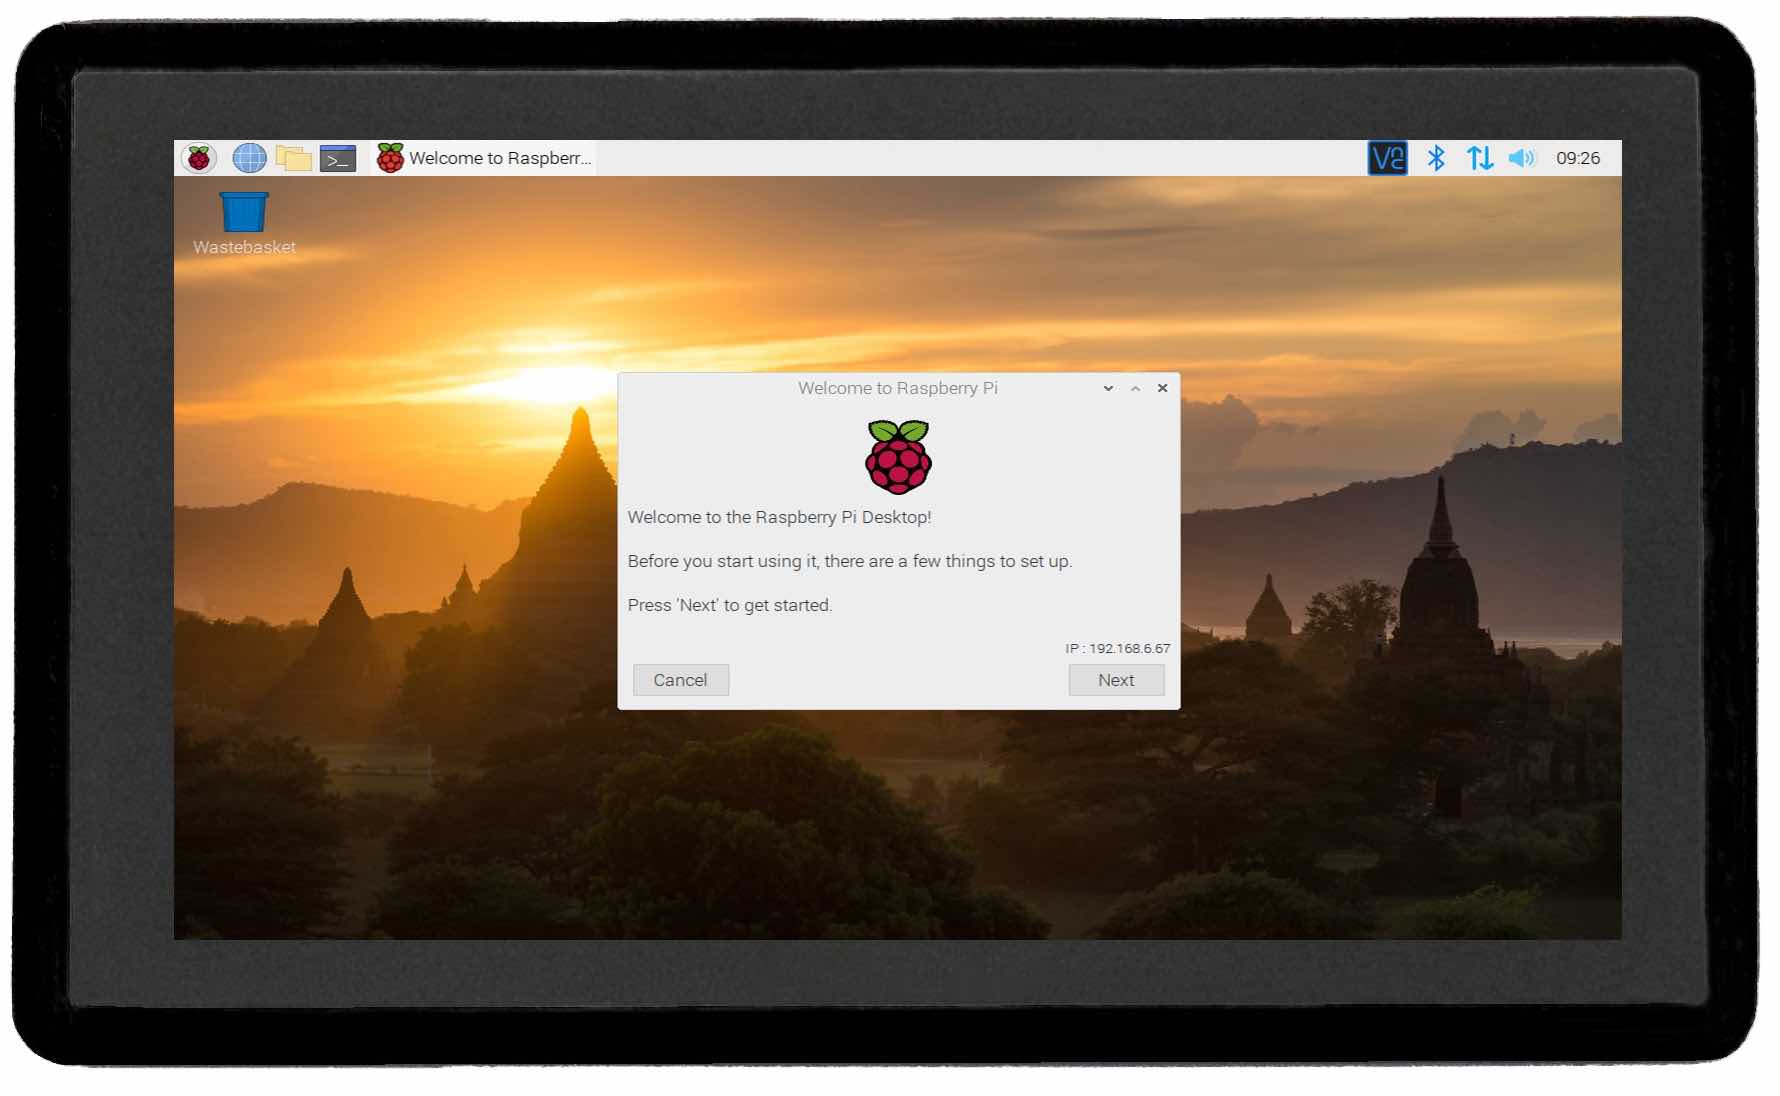 >_
Welcome to Raspberr...
V2
09:26
Wastebasket
Welcome to Raspberry Pi
Welcome to the Raspberry Pi Desktop!
Before you start using it, there are a few things to set up.
Press 'Next' to get started.
IP : 192.168.6.67
Cancel
Next